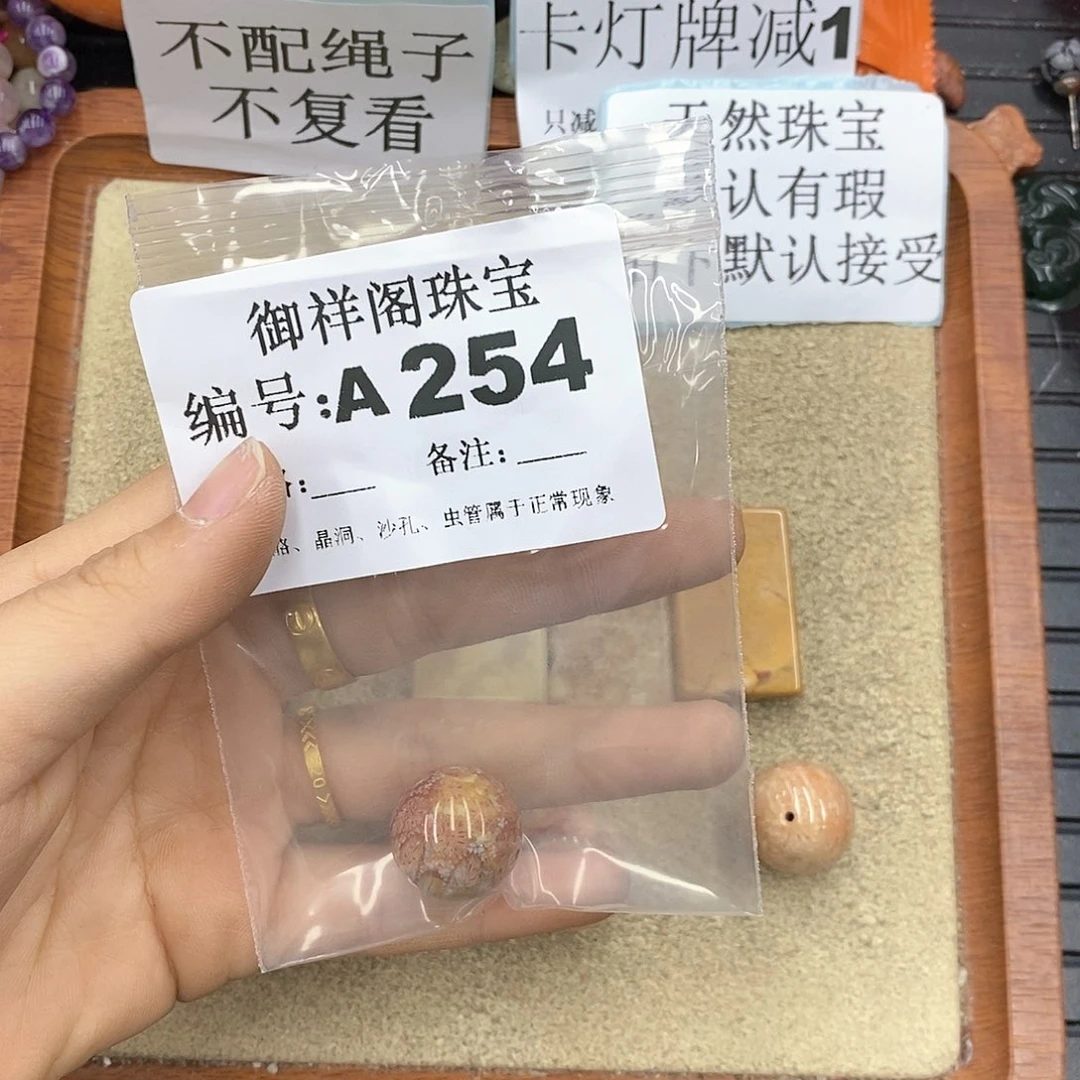 不配绳子
不复看
卡灯牌减1
只减
天然珠宝
认有瑕
默认接受
御祥阁珠宝
编号:A254
备注:
、晶洞、沙孔、虫管属于正常现象